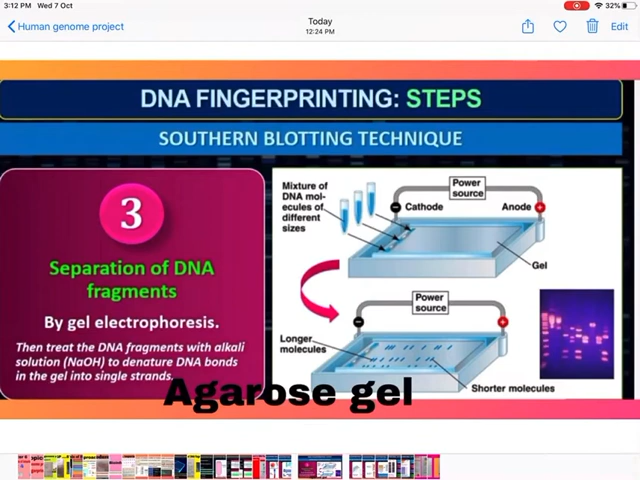 3:12 PM Wed 7 Oct
32%
Human genome project
Today
12:24 PM
Edit
DNA FINGERPRINTING: STEPS
SOUTHERN BLOTTING TECHNIQUE
3
Separation of DNA
fragments
By gel electrophoresis.
Then treat the DNA fragments with alkali
solution (NaOH) to denature DNA bonds
in the gel into single strands.
Mixture of
DNA mol-
ecules of
different
sizes
Power
source
Cathode
Anode
Gel
Power
source
Longer
molecules
Shorter molecules
Agarose gel